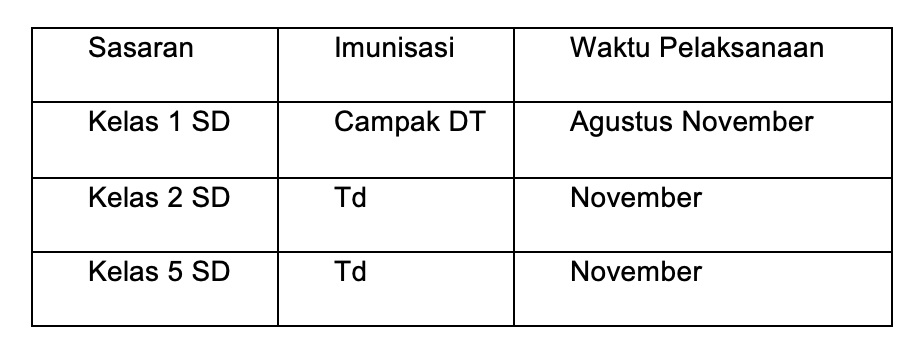 Sasaran Imunisasi Waktu Pelaksanaan
Kelas 1 SD Campak DT Agustus November
Kelas 2 SD Td November
Kelas 5 SD Td November